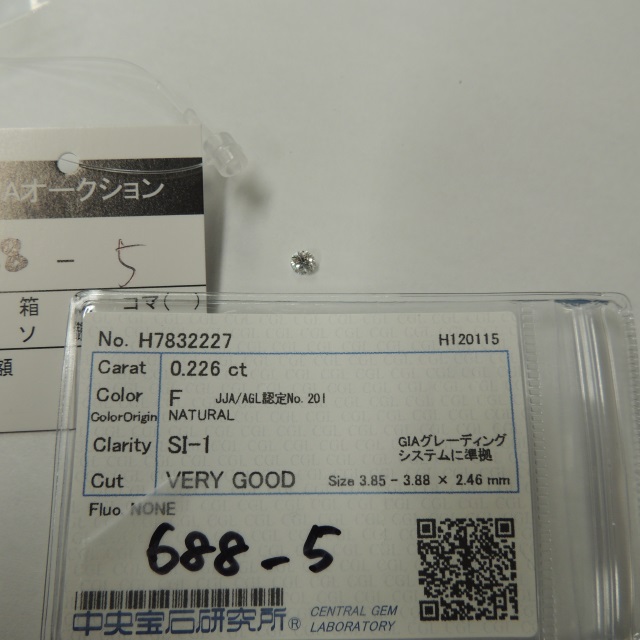 Aオークション
8 - 5
箱
コマ( )
ソ
額
No. H7832227
H120115
Carat 0.226 ct
Color F JJA/AGL認定No.201
ColorOrigin NATURAL
Clarity SI-1
GIAグレーディング
システムに準拠
Cut VERY GOOD Size 3.85 - 3.88 × 2.46 mm
Fluo NONE
688-5
中央宝石研究所® CENTRAL GEM
LABORATORY